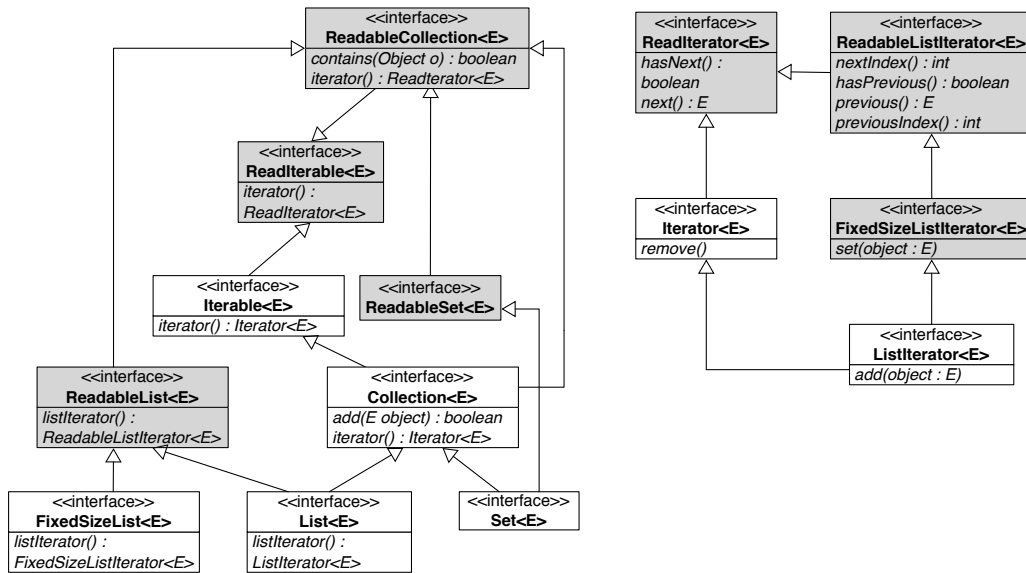 <<interface>>
ReadableCollection<E>
contains(Object o) : boolean
iterator() : Readterator<E>
<<interface>>
ReadIterable<E>
iterator() :
ReadIterator<E>
<<interface>>
Iterable<E>
iterator() : Iterator<E>
<<interface>>
ReadableSet<E>
<<interface>>
ReadableList<E>
listIterator() :
ReadableListIterator<E>
<<interface>>
Collection<E>
add(E object) : boolean
iterator() : Iterator<E>
<<interface>>
FixedSizeList<E>
listIterator() :
FixedSizeListIterator<E>
<<interface>>
List<E>
listIterator() :
ListIterator<E>
<<interface>>
Set<E>
<<interface>>
ReadIterator<E>
hasNext() :
boolean
next() : E
<<interface>>
ReadableListIterator<E>
nextIndex() : int
hasPrevious() : boolean
previous() : E
previousIndex() : int
<<interface>>
Iterator<E>
remove()
<<interface>>
FixedSizeListIterator<E>
set(object : E)
<<interface>>
ListIterator<E>
add(object : E)